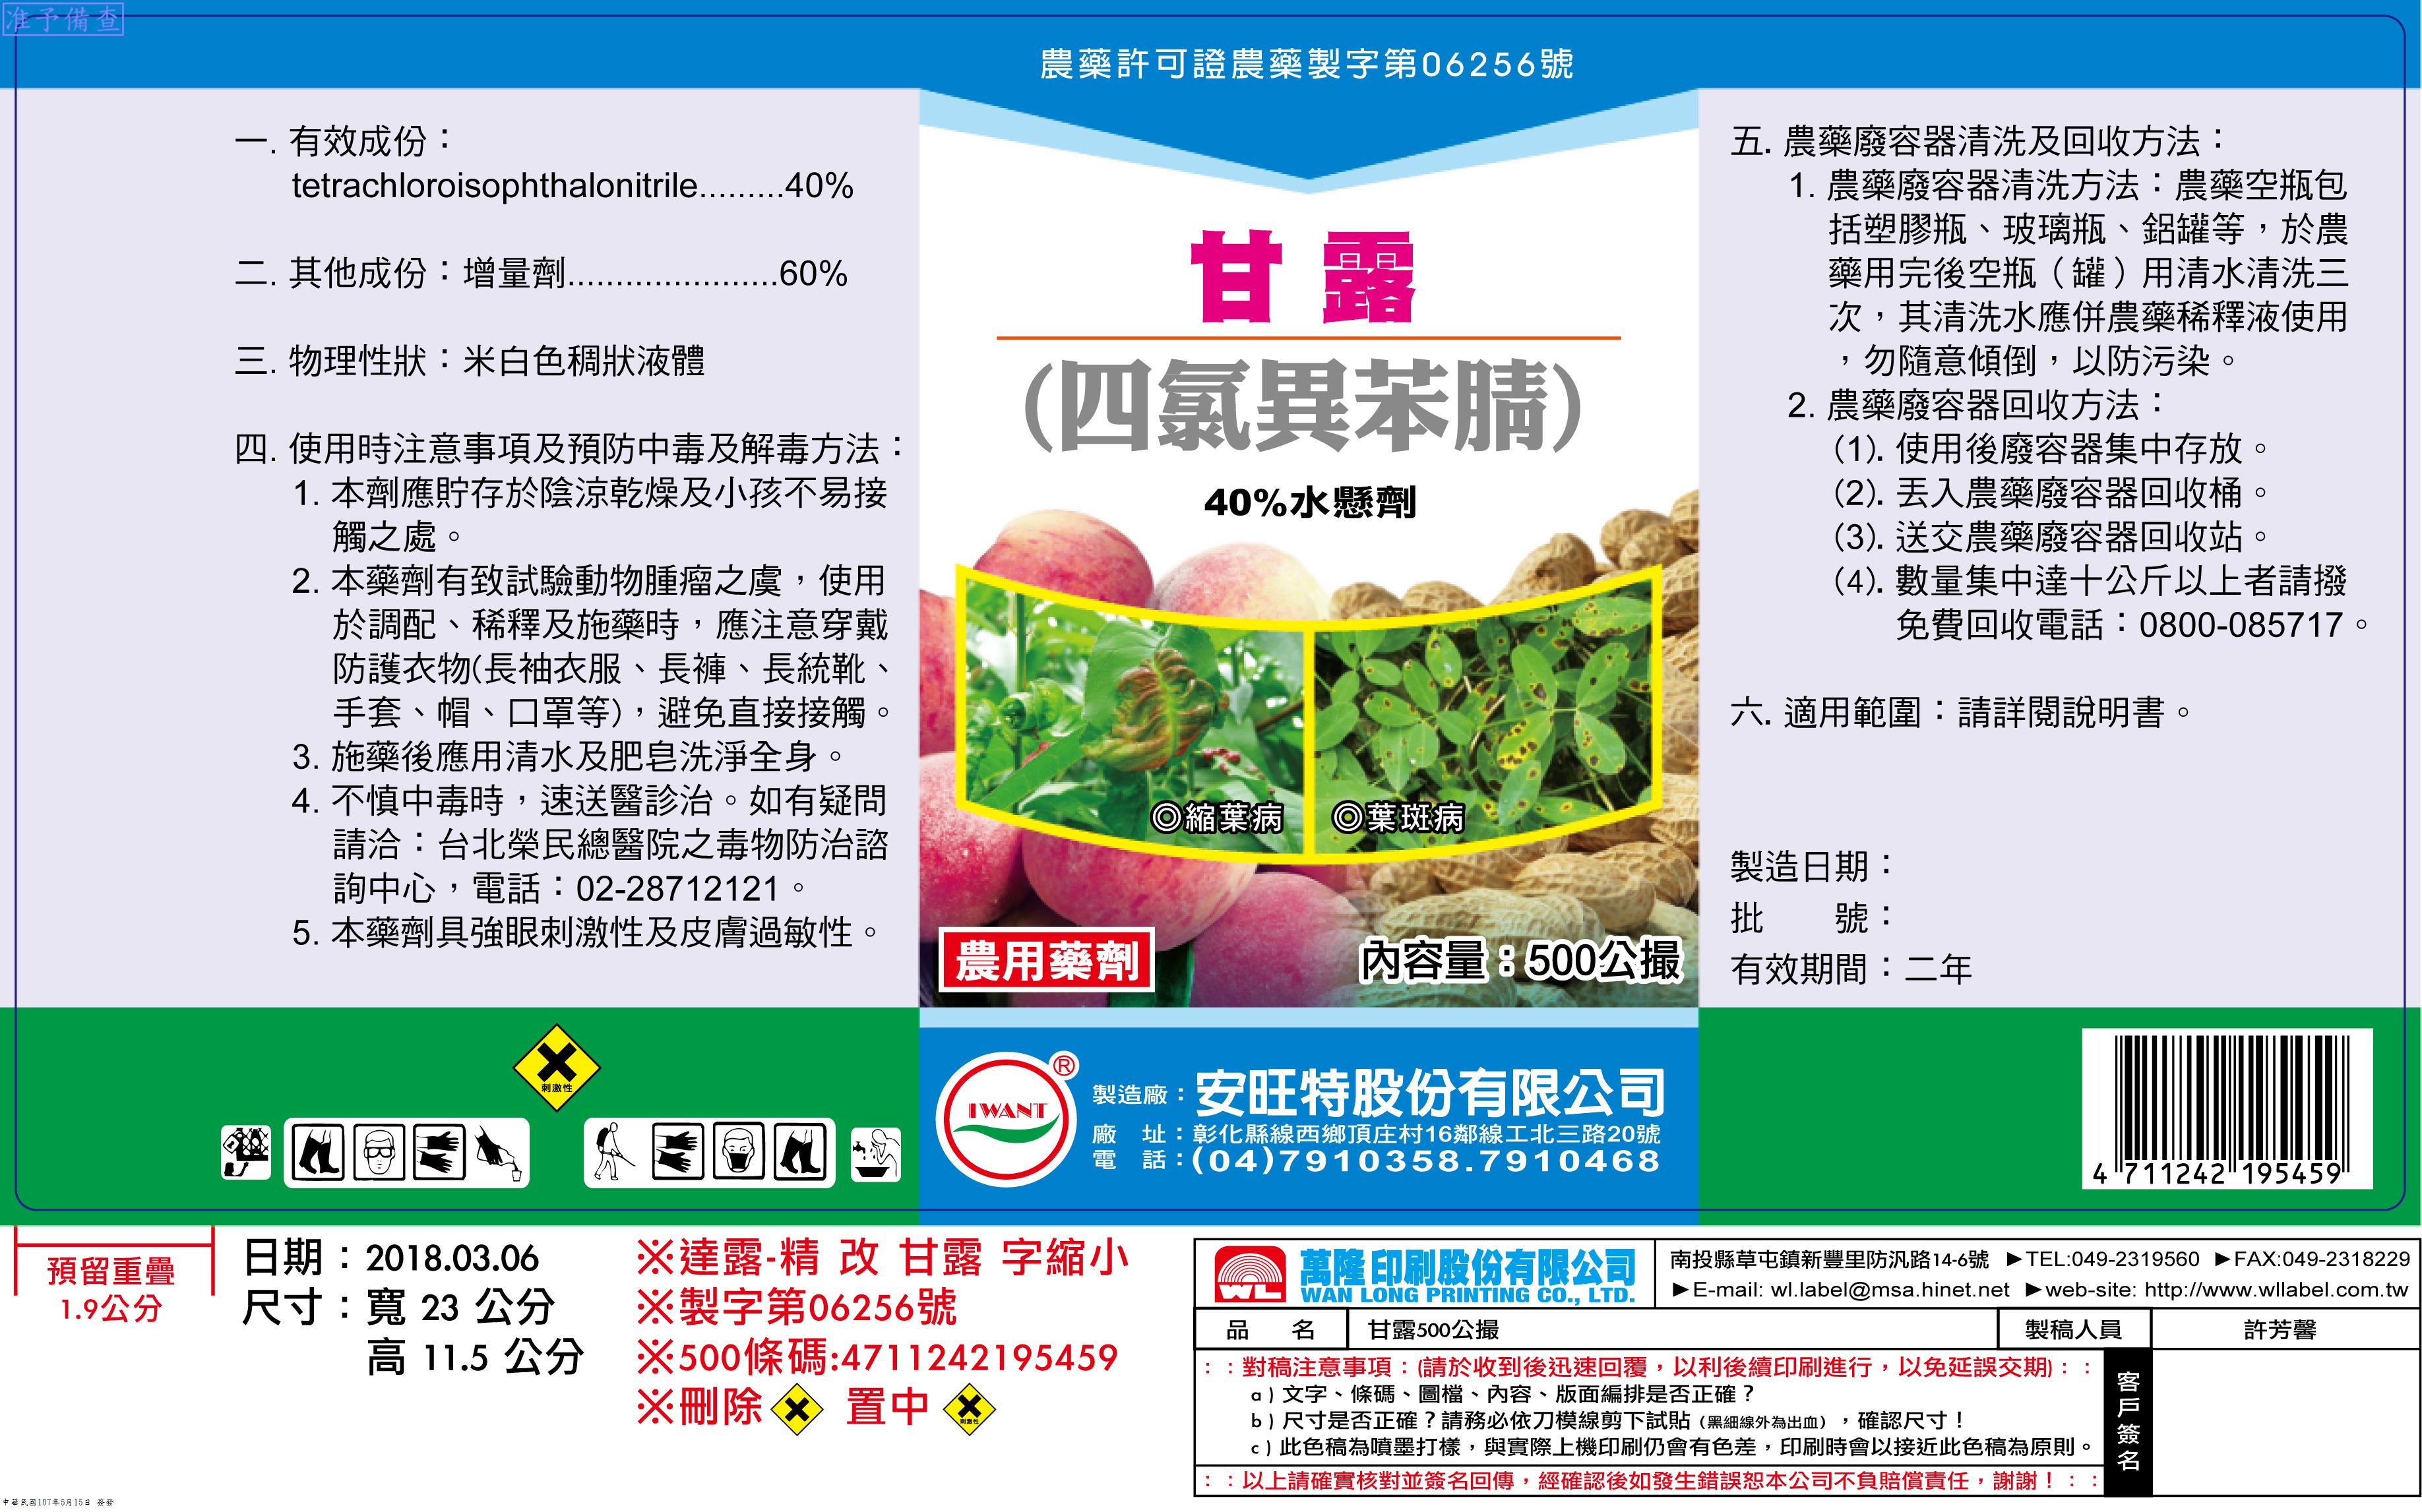 准予備查
農藥許可證農藥製字第06256號
一. 有效成份：
tetrachloroisophthalonitrile.........40%
二. 其他成份：增量劑......................60%
三. 物理性狀：米白色稠狀液體
四. 使用時注意事項及預防中毒及解毒方法：
1. 本劑應貯存於陰涼乾燥及小孩不易接
觸之處。
2. 本藥劑有致試驗動物腫瘤之虞，使用
於調配、稀釋及施藥時，應注意穿戴
防護衣物(長袖衣服、長褲、長統靴、
手套、帽、口罩等)，避免直接接觸。
3. 施藥後應用清水及肥皂洗淨全身。
4. 不慎中毒時，速送醫診治。如有疑問
請洽：台北榮民總醫院之毒物防治諮
詢中心，電話：02-28712121。
5. 本藥劑具強眼刺激性及皮膚過敏性。
刺激性
甘露
(四氯異苯腈)
40%水懸劑
◎縮葉病
◎葉斑病
農用藥劑
內容量：500公撮
IWANT
®
製造廠：安旺特股份有限公司
廠　址：彰化縣線西鄉頂庄村16鄰線工北三路20號
電　話：(04)7910358.7910468
五. 農藥廢容器清洗及回收方法：
1. 農藥廢容器清洗方法：農藥空瓶包
括塑膠瓶、玻璃瓶、鋁罐等，於農
藥用完後空瓶（罐）用清水清洗三
次，其清洗水應併農藥稀釋液使用
，勿隨意傾倒，以防污染。
2. 農藥廢容器回收方法：
(1). 使用後廢容器集中存放。
(2). 丟入農藥廢容器回收桶。
(3). 送交農藥廢容器回收站。
(4). 數量集中達十公斤以上者請撥
免費回收電話：0800-085717。
六. 適用範圍：請詳閱說明書。
製造日期：
批　　號：
有效期間：二年
4 711242 195459
預留重疊
1.9公分
日期：2018.03.06
尺寸：寬 23 公分
高 11.5 公分
※達露-精 改 甘露 字縮小
※製字第06256號
※500條碼:4711242195459
※刪除 置中
刺激性
WL
萬隆印刷股份有限公司
WAN LONG PRINTING CO., LTD.
南投縣草屯鎮新豐里防汛路14-6號 ►TEL:049-2319560 ►FAX:049-2318229
►E-mail: wl.label@msa.hinet.net ►web-site: http://www.wllabel.com.tw
品　名 甘露500公撮 製稿人員 許芳馨
：：對稿注意事項：(請於收到後迅速回覆，以利後續印刷進行，以免延誤交期)：：
a ) 文字、條碼、圖檔、內容、版面編排是否正確？
b ) 尺寸是否正確？請務必依刀模線剪下試貼（黑細線外為出血），確認尺寸！
c ) 此色稿為噴墨打樣，與實際上機印刷仍會有色差，印刷時會以接近此色稿為原則。
：：以上請確實核對並簽名回傳，經確認後如發生錯誤恕本公司不負賠償責任，謝謝！：：
客戶簽名
中華民國107年5月15日 簽發